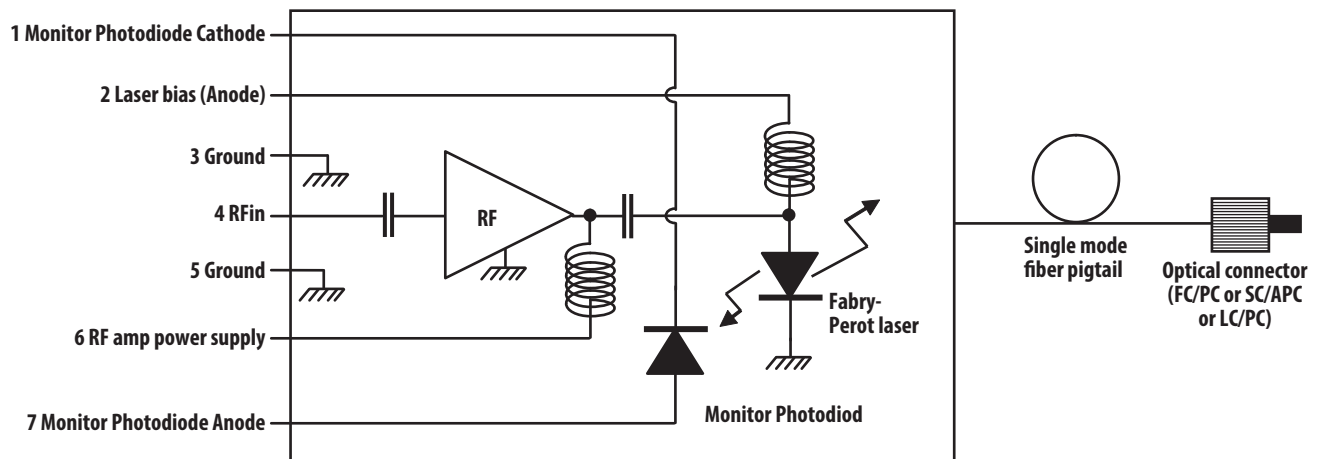 1 Monitor Photodiode Cathode
2 Laser bias (Anode)
3 Ground
4 RFin
RF
5 Ground
6 RF amp power supply
7 Monitor Photodiode Anode
Fabry-
Perot laser
Monitor Photodiod
Single mode
fiber pigtail
Optical connector
(FC/PC or SC/APC
or LC/PC)